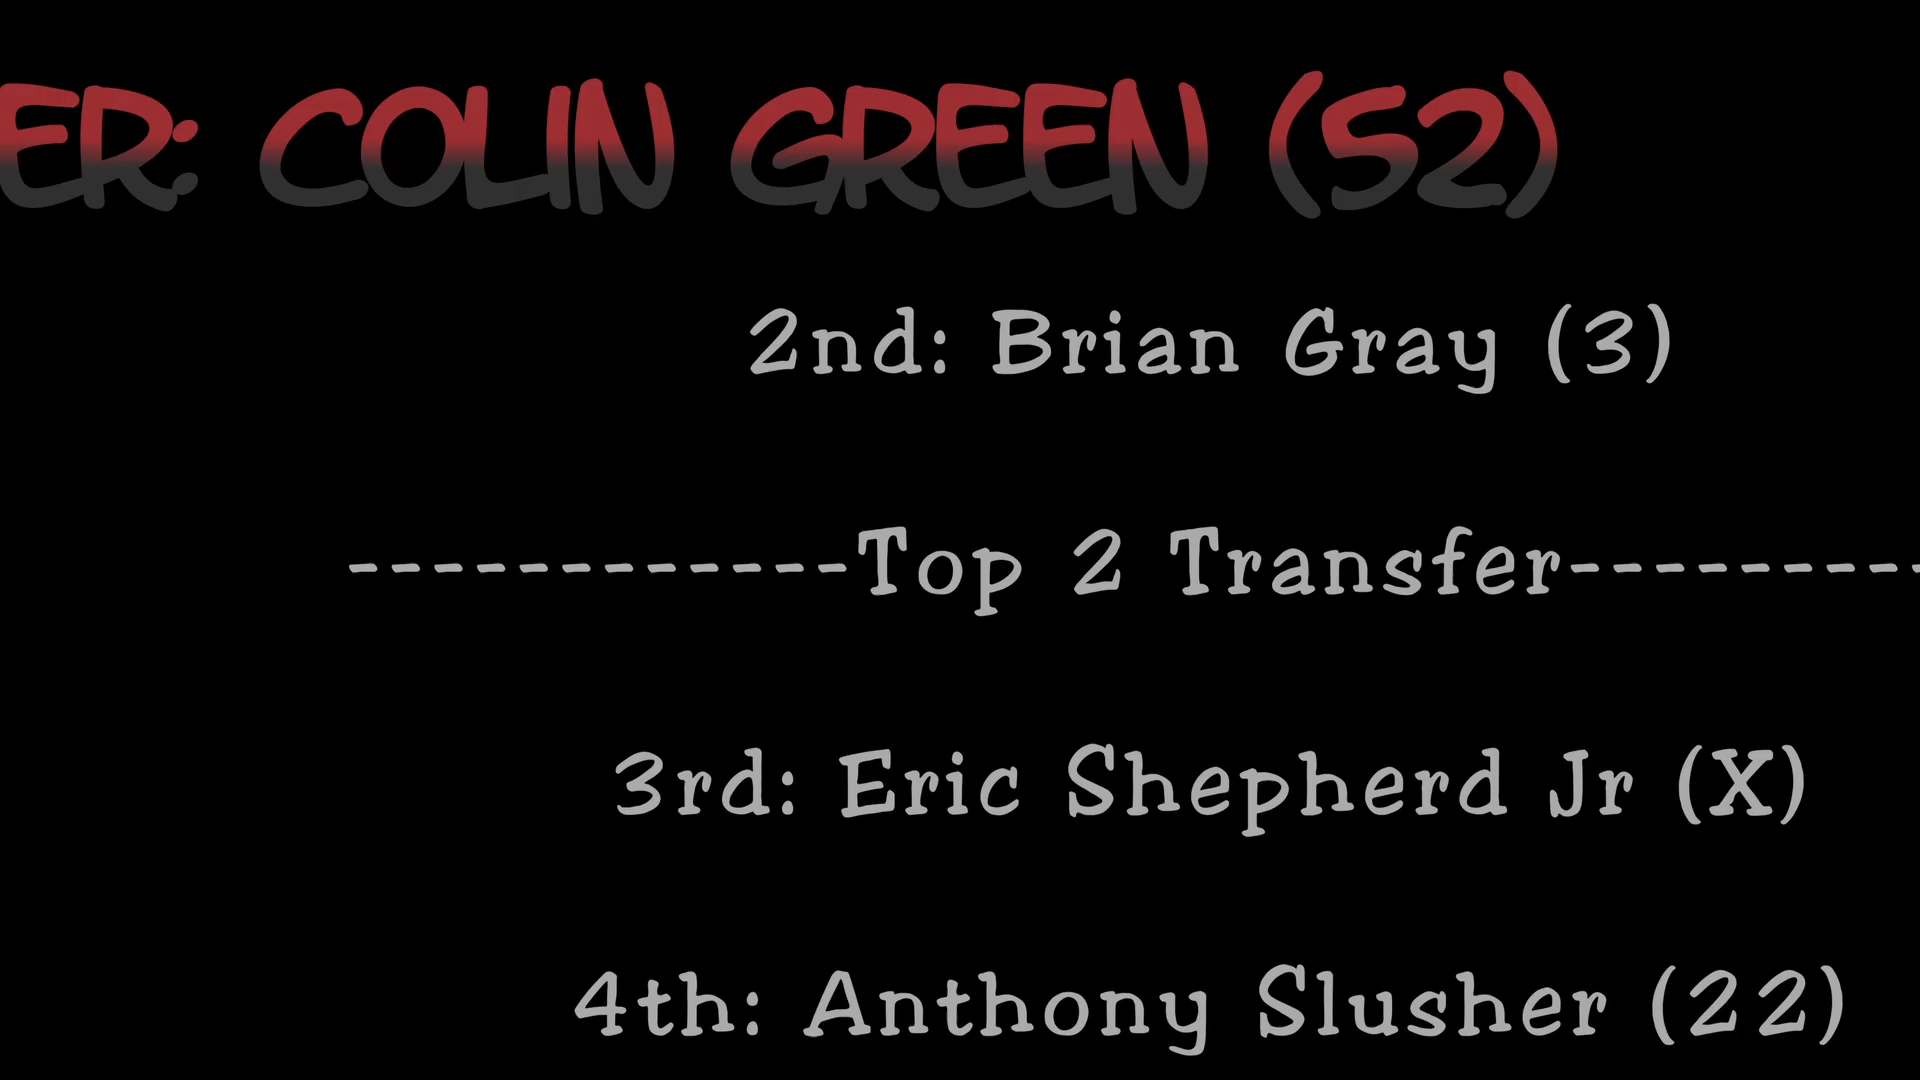 ER: COLIN GREEN (52)
2nd: Brian Gray (3)
------------Top 2 Transfer---------
3rd: Eric Shepherd Jr (X)
4th: Anthony Slusher (22)